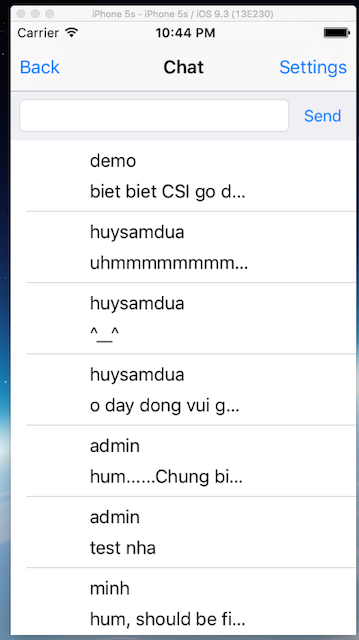 iPhone 5s - iPhone 5s / iOS 9.3 (13E230)
Carrier 10:44 PM
Back Chat Settings
Send
demo
biet biet CSI go d...
huysamdua
uhmmmmmmmm...
huysamdua
^__^
huysamdua
o day dong vui g...
admin
hum......Chung bi...
admin
test nha
minh
hum, should be fi...